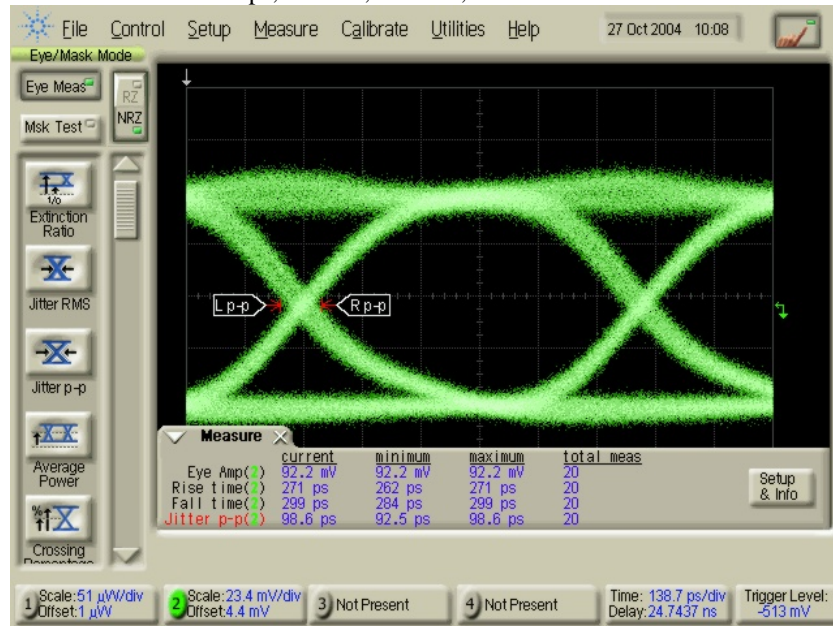 File Control Setup Measure Calibrate Utilities Help 27 Oct 2004 10:08
Eye/Mask Mode
Eye Meas
RZ
Msk Test
NRZ
1/0
Extinction
Ratio
Jitter RMS
Jitter p-p
Average
Power
%
Crossing
L p-p
R p-p
Measure
current minimum maximum total meas
Eye Amp(2) 92.2 mV 92.2 mV 92.2 mV 20
Rise time(2) 271 ps 262 ps 271 ps 20
Fall time(2) 299 ps 284 ps 299 ps 20
Jitter p-p(2) 98.6 ps 92.5 ps 98.6 ps 20
Setup
& Info
1 Scale:51 µW/div
Offset:1 µW
2 Scale:23.4 mV/div
Offset:4.4 mV
3 Not Present
4 Not Present
Time: 138.7 ps/div
Delay:24.7437 ns
Trigger Level:
-513 mV